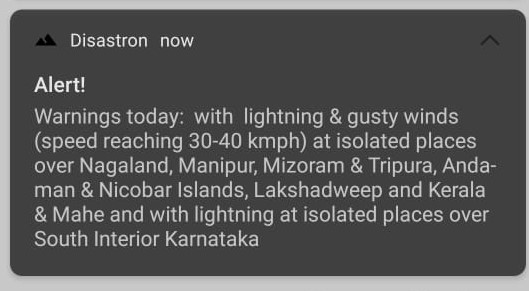 Disastron now
Alert!
Warnings today:  with  lightning & gusty winds
(speed reaching 30-40 kmph) at isolated places
over Nagaland, Manipur, Mizoram & Tripura, Anda-
man & Nicobar Islands, Lakshadweep and Kerala
& Mahe and with lightning at isolated places over
South Interior Karnataka